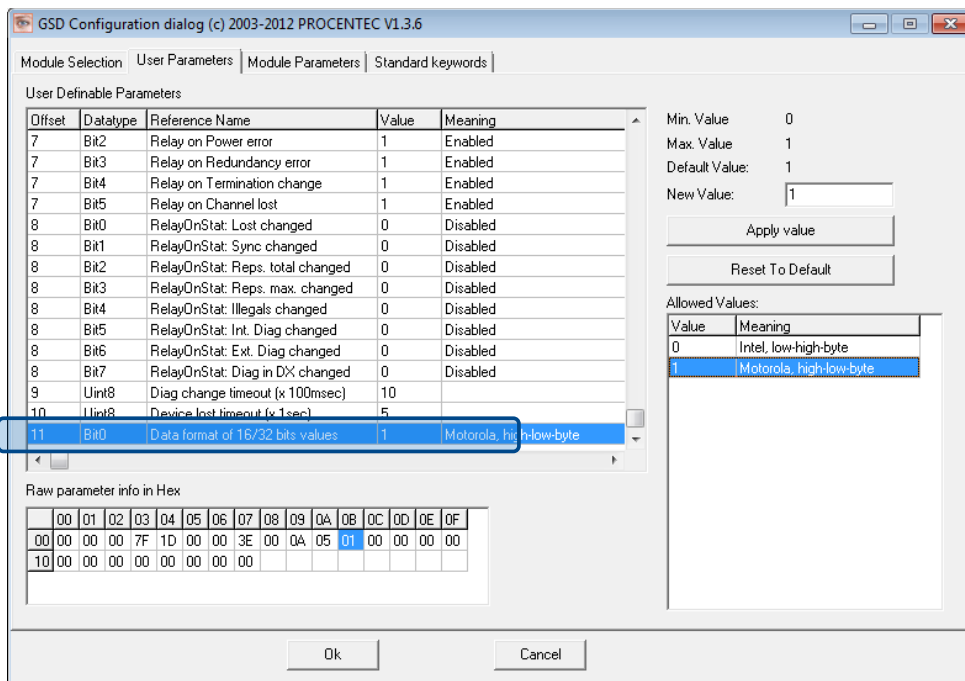 GSD Configuration dialog (c) 2003-2012 PROCENTEC V1.3.6
Module Selection User Parameters Module Parameters Standard keywords
User Definable Parameters
Offset Datatype Reference Name Value Meaning
7 Bit2 Relay on Power error 1 Enabled
7 Bit3 Relay on Redundancy error 1 Enabled
7 Bit4 Relay on Termination change 1 Enabled
7 Bit5 Relay on Channel lost 1 Enabled
8 Bit0 RelayOnStat: Lost changed 0 Disabled
8 Bit1 RelayOnStat: Sync changed 0 Disabled
8 Bit2 RelayOnStat: Reps. total changed 0 Disabled
8 Bit3 RelayOnStat: Reps. max. changed 0 Disabled
8 Bit4 RelayOnStat: Illegals changed 0 Disabled
8 Bit5 RelayOnStat: Int. Diag changed 0 Disabled
8 Bit6 RelayOnStat: Ext. Diag changed 0 Disabled
8 Bit7 RelayOnStat: Diag in DX changed 0 Disabled
9 Uint8 Diag change timeout (x 100msec) 10
10 Uint8 Device lost timeout (x 1sec) 5
11 Bit0 Data format of 16/32 bits values 1 Motorola, high-low-byte
Min. Value 0
Max. Value 1
Default Value: 1
New Value: 1
Apply value
Reset To Default
Allowed Values:
Value Meaning
0 Intel, low-high-byte
1 Motorola, high-low-byte
Raw parameter info in Hex
00 01 02 03 04 05 06 07 08 09 0A 0B 0C 0D 0E 0F
00 00 00 00 7F 1D 00 00 3E 00 0A 05 01 00 00 00 00
10 00 00 00 00 00 00 00 00
Ok Cancel